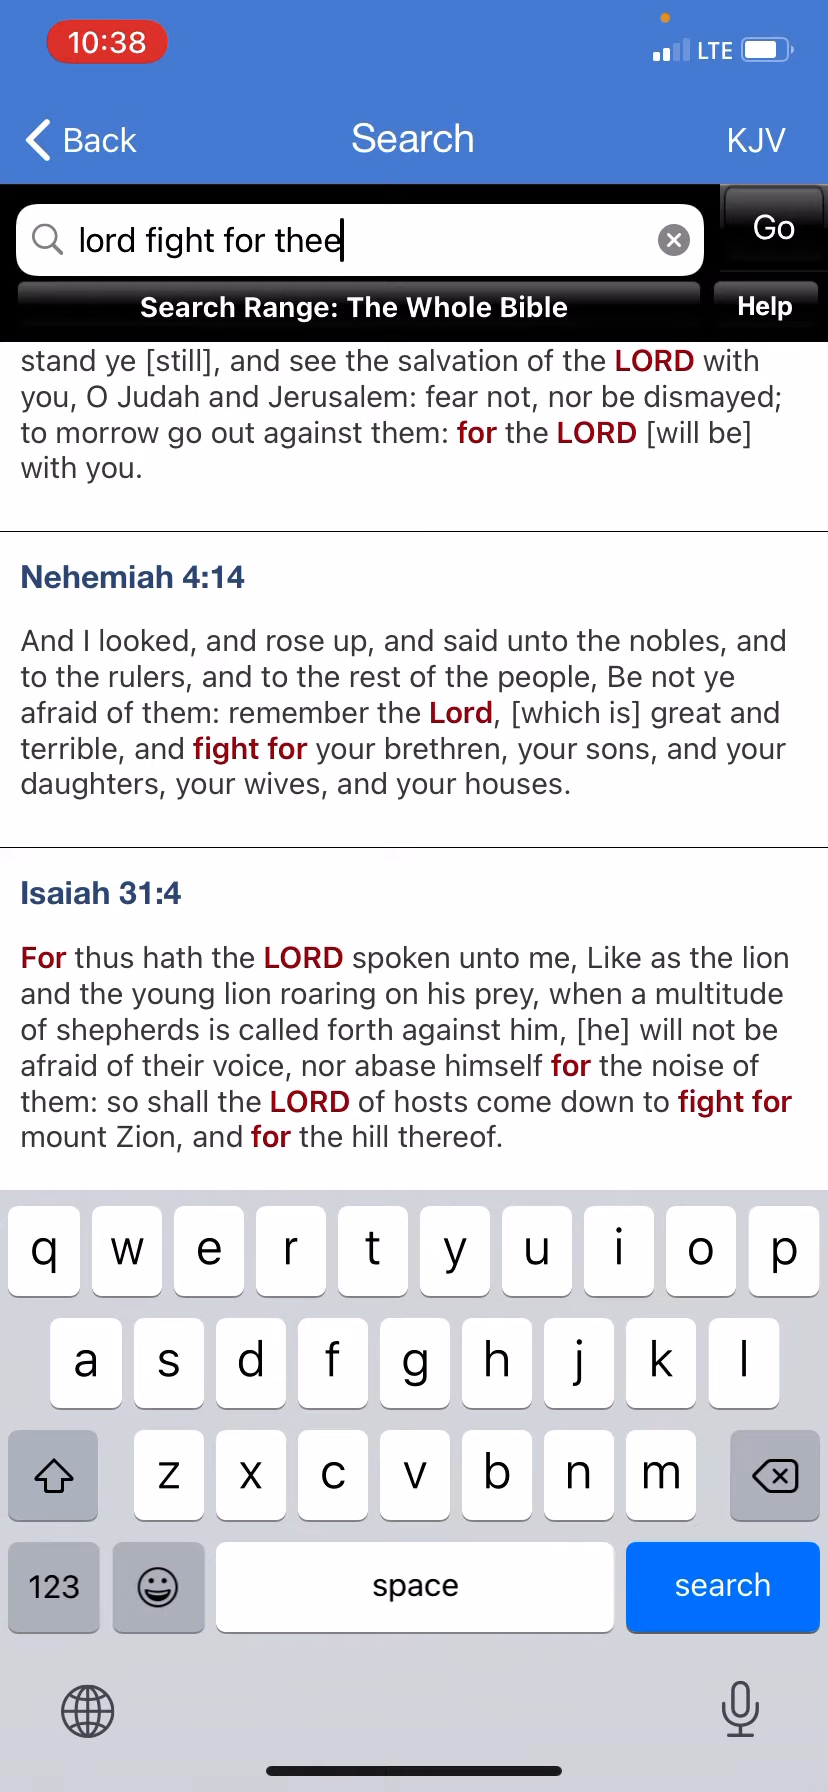 10:38
LTE
Back
Search
KJV
lord fight for thee
Go
Search Range: The Whole Bible
Help
stand ye [still], and see the salvation of the LORD with
you, O Judah and Jerusalem: fear not, nor be dismayed;
to morrow go out against them: for the LORD [will be]
with you.
Nehemiah 4:14
And I looked, and rose up, and said unto the nobles, and
to the rulers, and to the rest of the people, Be not ye
afraid of them: remember the Lord, [which is] great and
terrible, and fight for your brethren, your sons, and your
daughters, your wives, and your houses.
Isaiah 31:4
For thus hath the LORD spoken unto me, Like as the lion
and the young lion roaring on his prey, when a multitude
of shepherds is called forth against him, [he] will not be
afraid of their voice, nor abase himself for the noise of
them: so shall the LORD of hosts come down to fight for
mount Zion, and for the hill thereof.
q w e r t y u i o p
a s d f g h j k l
z x c v b n m
123
space
search